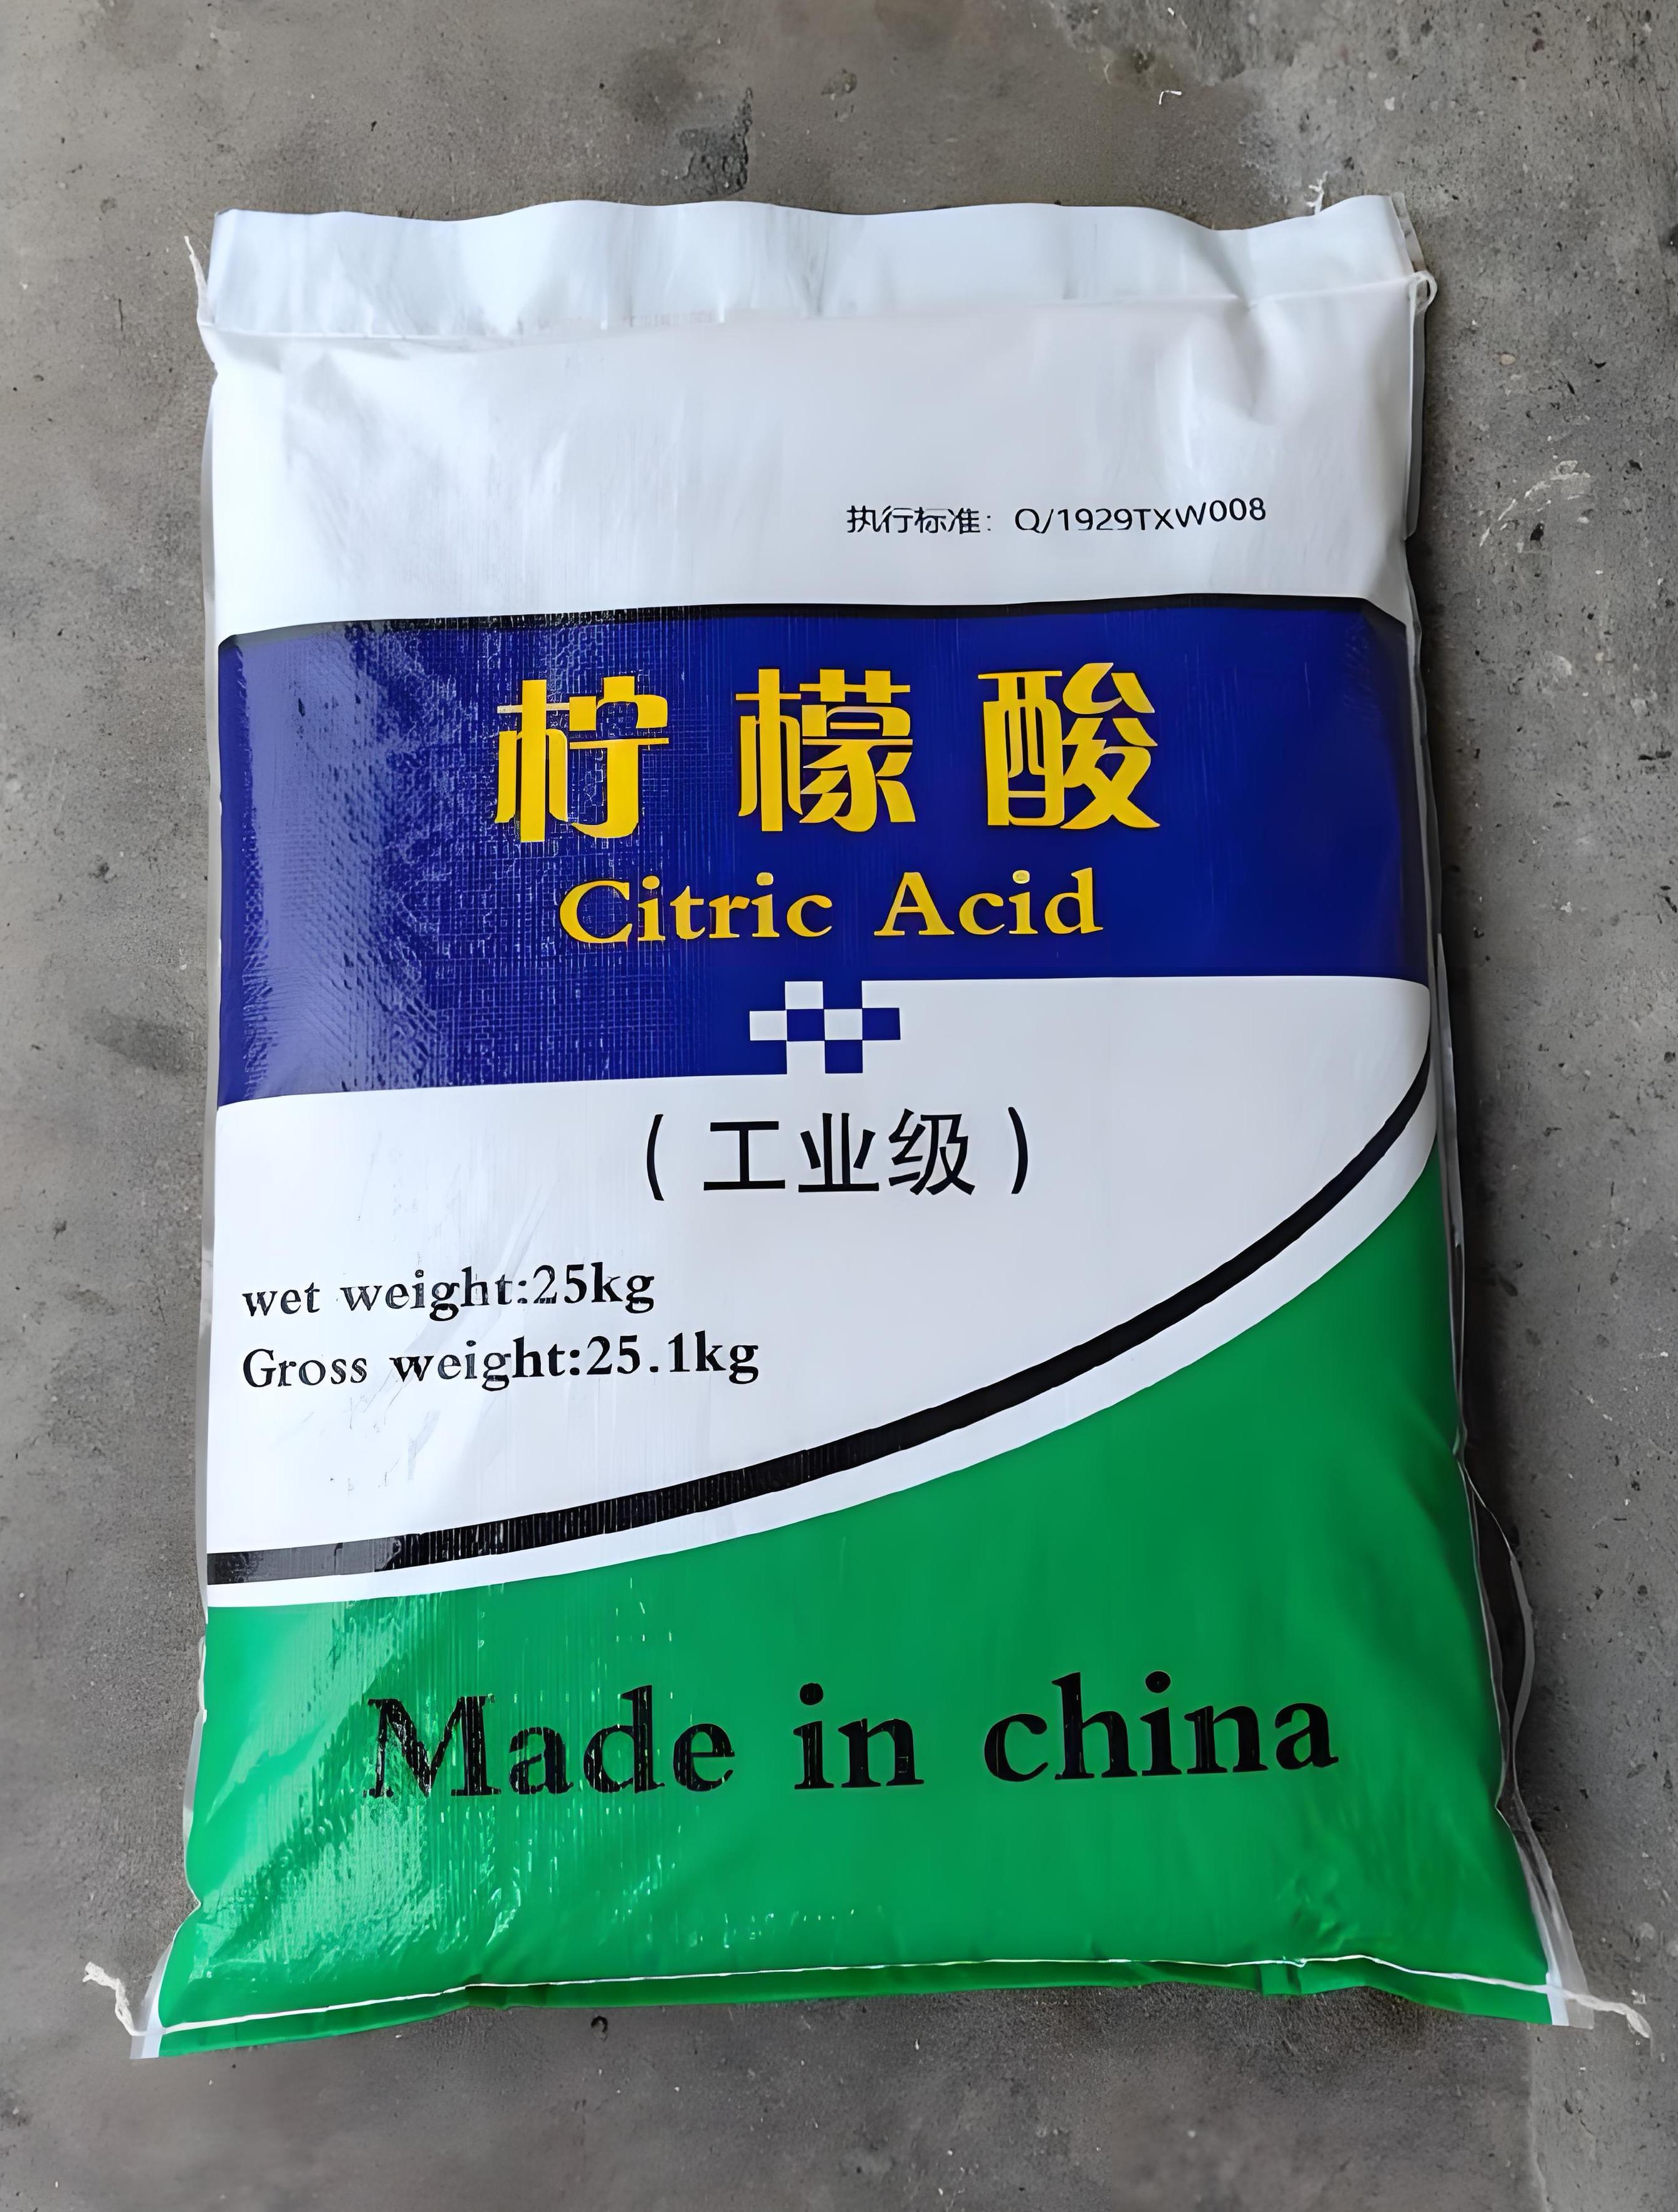 执行标准：Q/1929TXW008
柠檬酸
Citric Acid
（工业级）
wet weight:25kg
Gross weight:25.1kg
Made in china